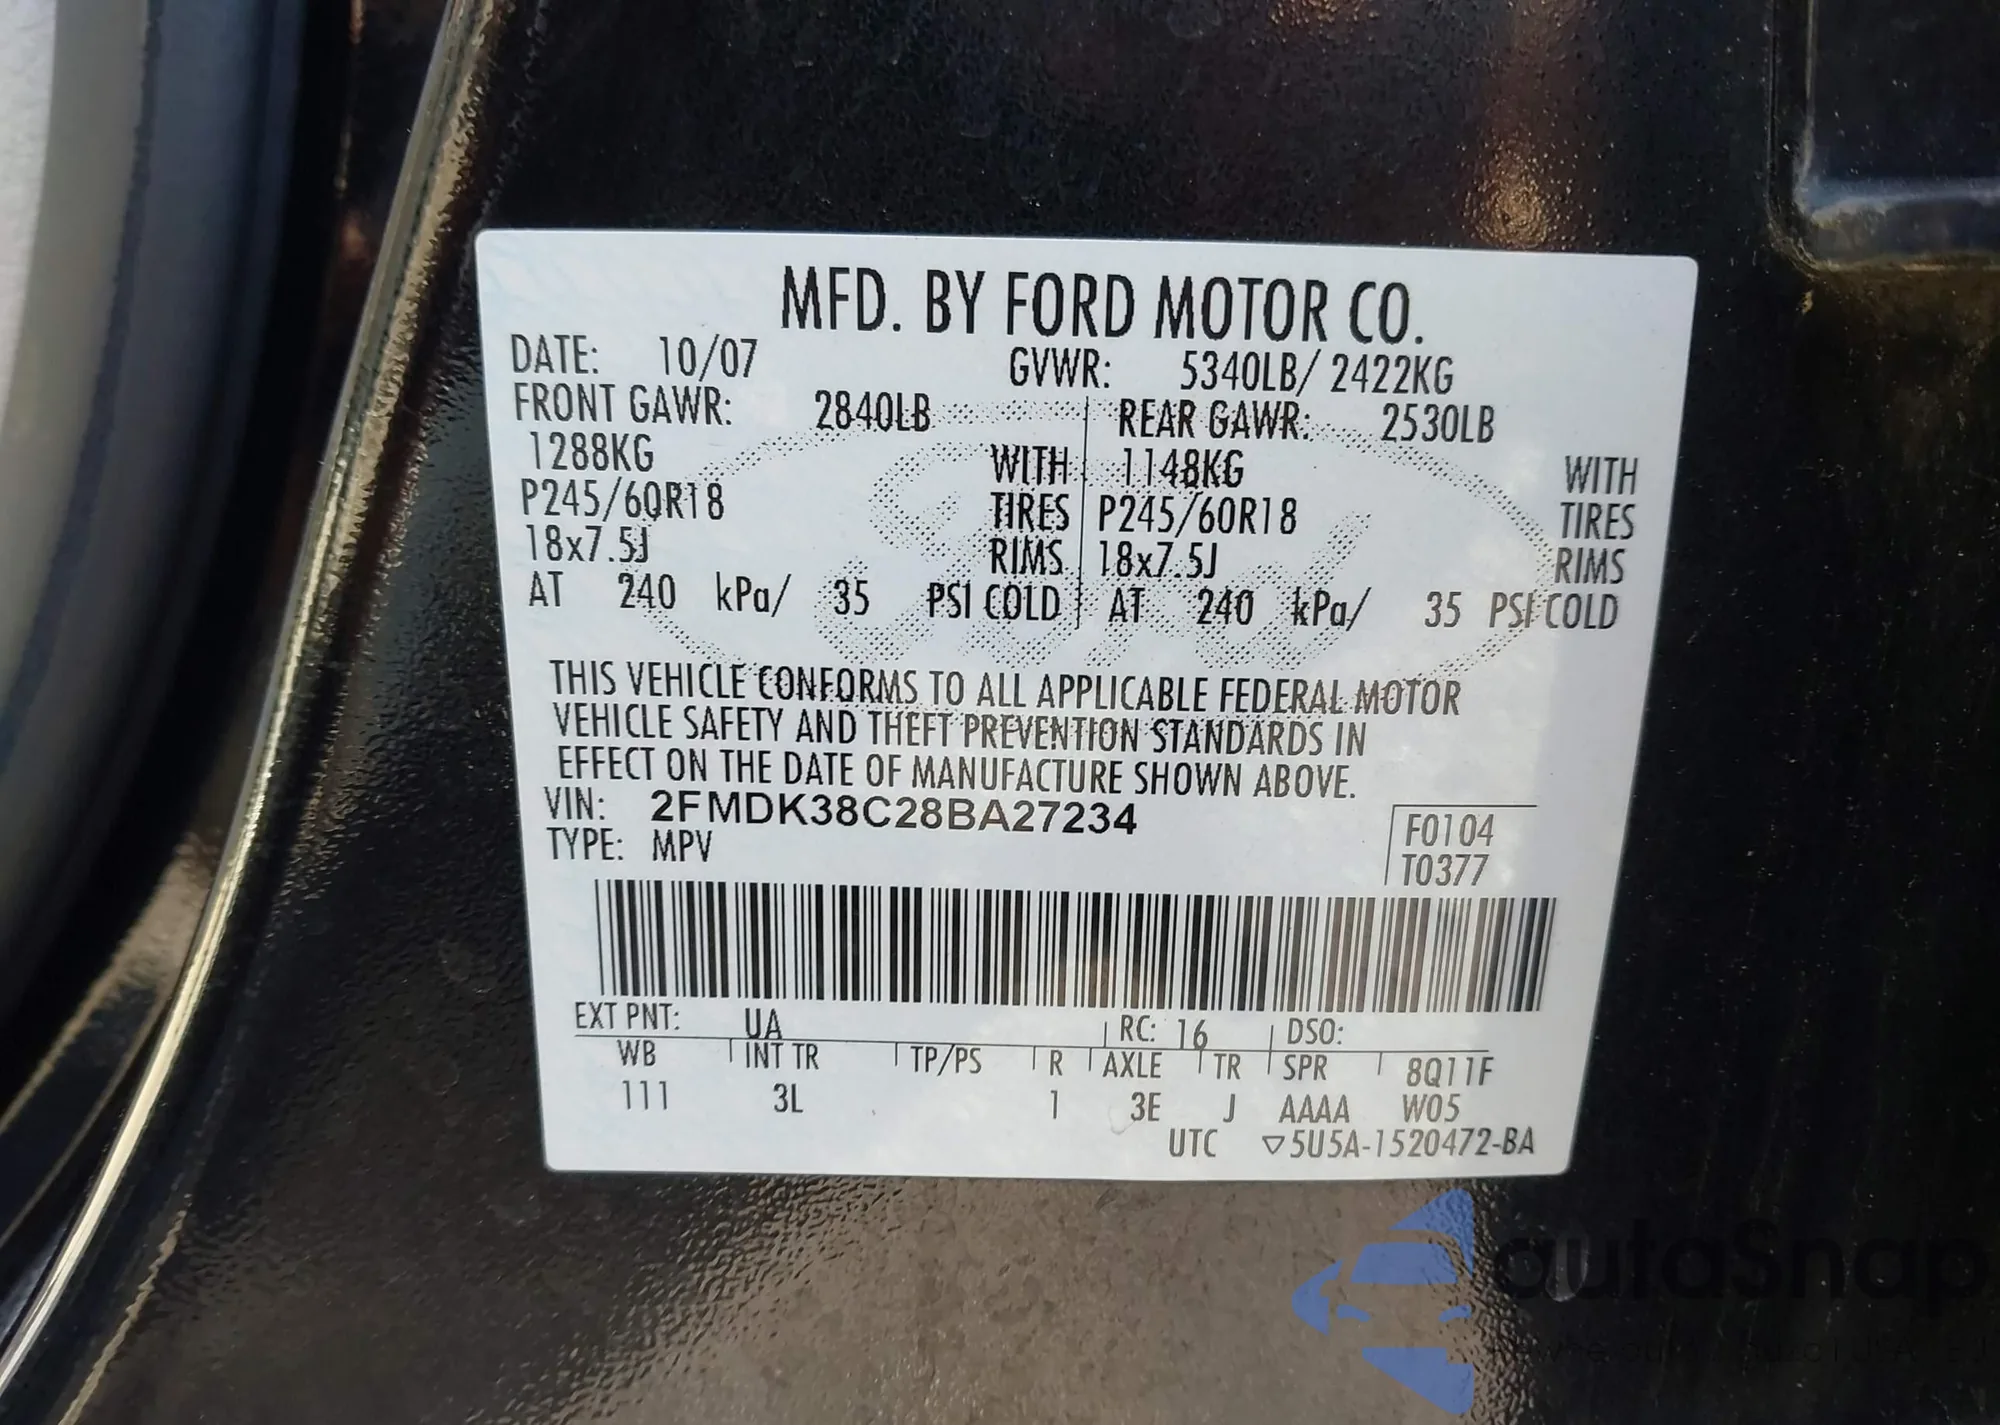 MFD. BY FORD MOTOR CO.
DATE: 10/07 GVWR: 5340LB/ 2422KG
FRONT GAWR: 2840LB REAR GAWR: 2530LB
1288KG WITH 1148KG WITH
P245/60R18 TIRES P245/60R18 TIRES
18x7.5J RIMS 18x7.5J RIMS
AT 240 kPa/ 35 PSI COLD AT 240 kPa/ 35 PSI COLD
THIS VEHICLE CONFORMS TO ALL APPLICABLE FEDERAL MOTOR
VEHICLE SAFETY AND THEFT PREVENTION STANDARDS IN
EFFECT ON THE DATE OF MANUFACTURE SHOWN ABOVE.
VIN: 2FMDK38C28BA27234
TYPE: MPV
F0104
T0377
EXT PNT: UA RC: 16 DSO:
WB INT TR TP/PS R AXLE TR SPR 8Q11F
111 3L 1 3E J AAAA W05
UTC ▽5U5A-1520472-BA
autaSnap